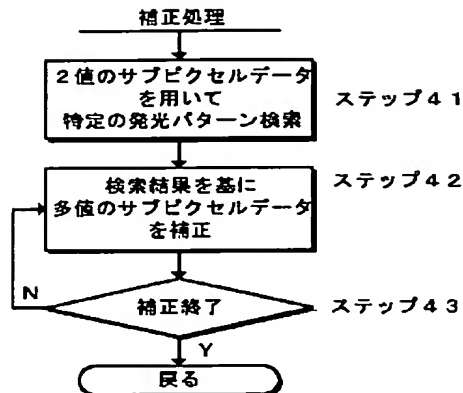 補正処理
2値のサブピクセルデータ
を用いて
特定の発光パターン検索
ステップ41
検索結果を基に
多値のサブピクセルデータ
を補正
ステップ42
補正終了
ステップ43
N
Y
戻る